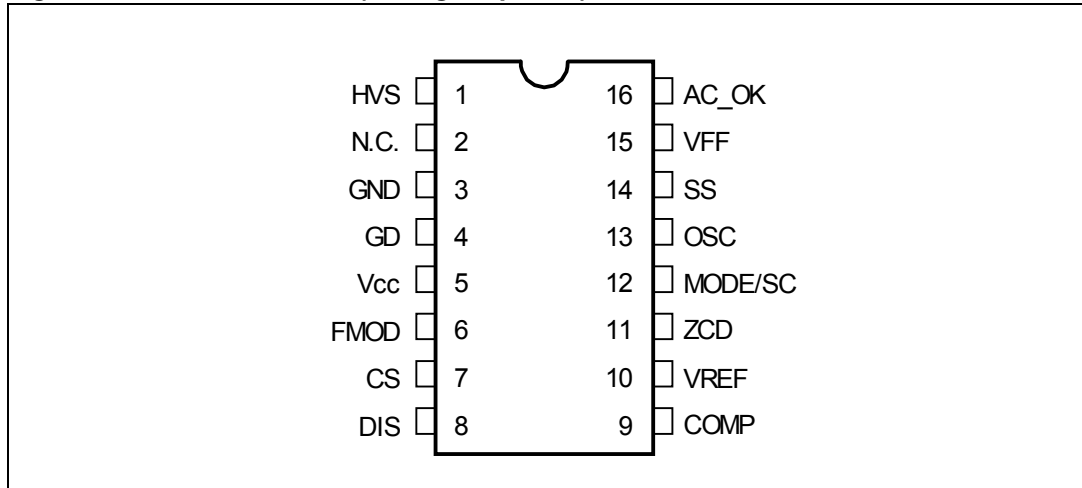 HVS 1 16 AC_OK
N.C. 2 15 VFF
GND 3 14 SS
GD 4 13 OSC
Vcc 5 12 MODE/SC
FMOD 6 11 ZCD
CS 7 10 VREF
DIS 8 9 COMP